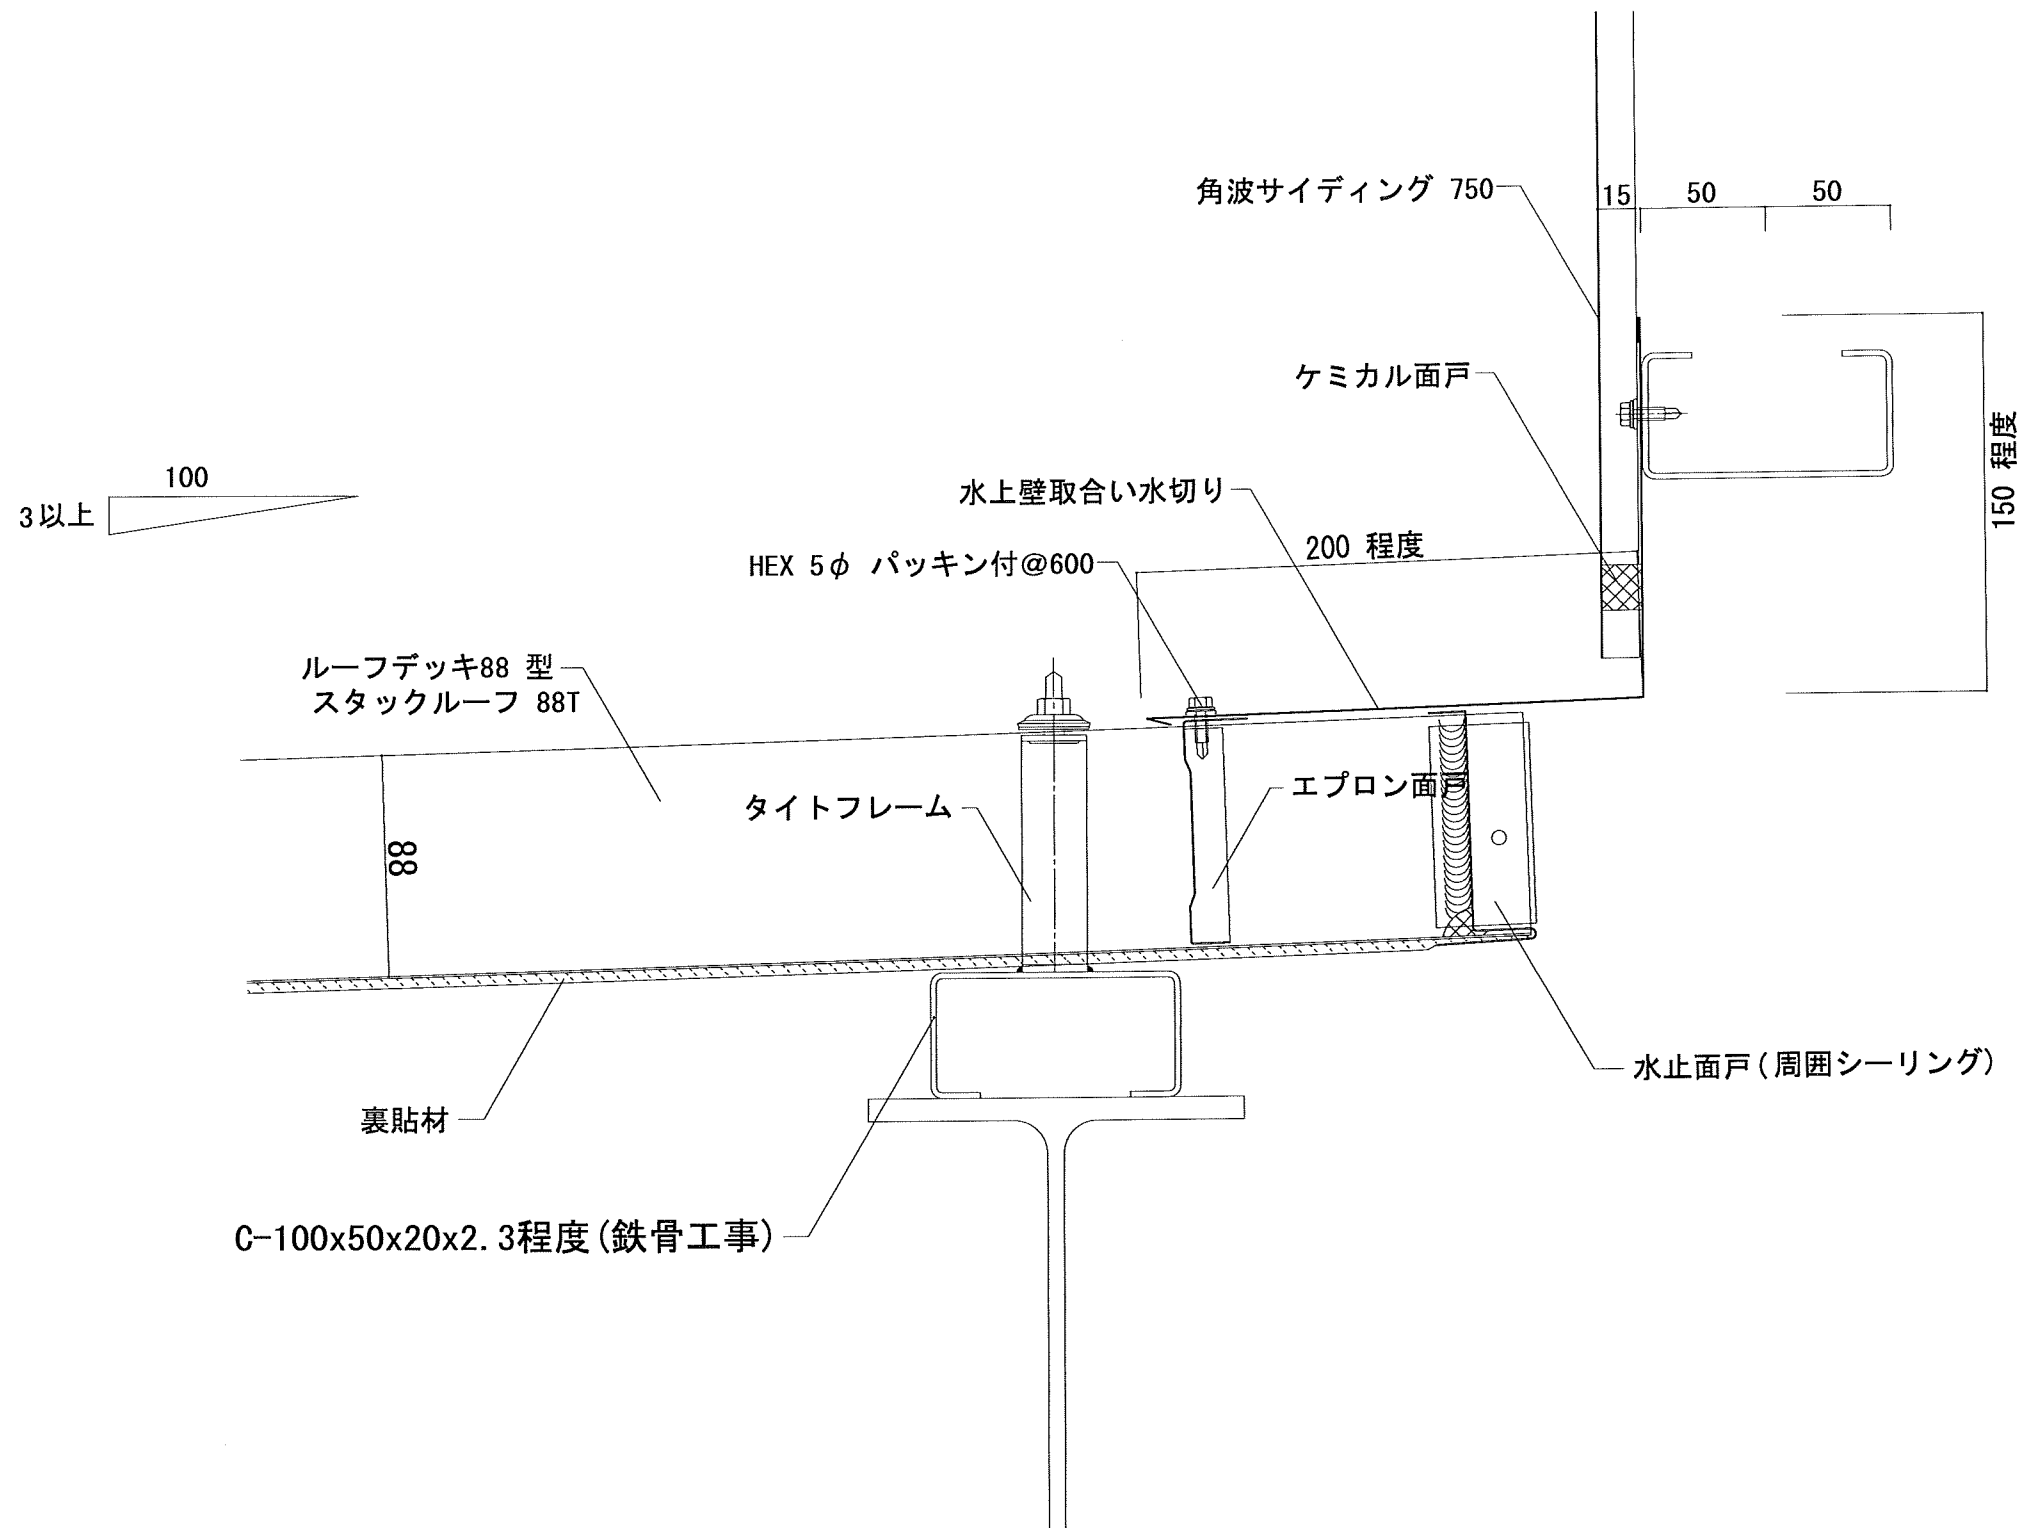 角波サイディング 750
15
50
50
ケミカル面戸
150 程度
100
3以上
水上壁取合い水切り
200 程度
HEX 5φ パッキン付@600
ルーフデッキ88 型
スタックルーフ 88T
エプロン面戸
タイトフレーム
88
水止面戸(周囲シーリング)
裏貼材
C-100x50x20x2.3程度(鉄骨工事)